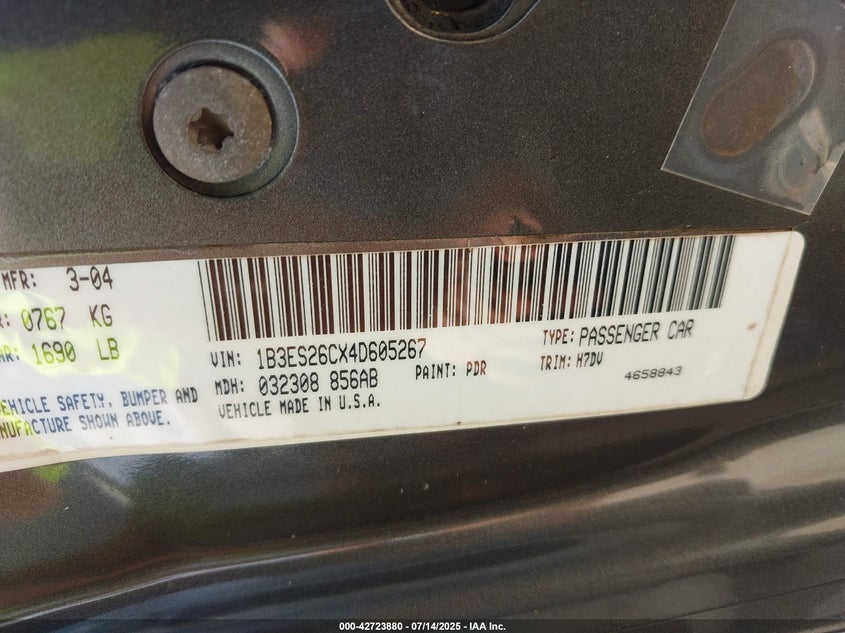 MFR: 3-04
R: 0767 KG
AR: 1690 LB
VIN: 1B3ES26CX4D605267
TYPE: PASSENGER CAR
MDH: 032308 856AB
PAINT: PDR
TRIM: H7DV
4658843
VEHICLE SAFETY, BUMPER AND
VEHICLE MADE IN U.S.A.
NUFACTURE SHOWN ABOVE.
000-42723880 - 07/14/2025 - IAA Inc.